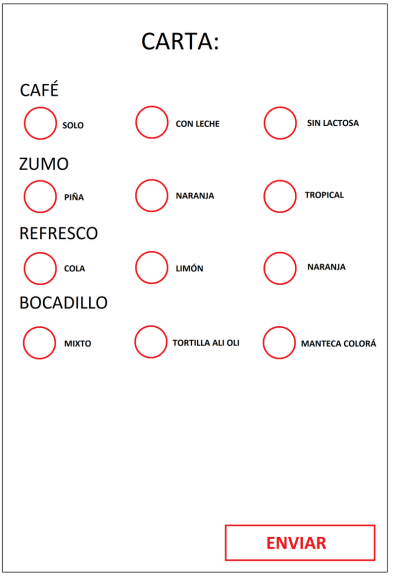 CARTA:
CAFÉ
SOLO CON LECHE SIN LACTOSA
ZUMO
PIÑA NARANJA TROPICAL
REFRESCO
COLA LIMÓN NARANJA
BOCADILLO
MIXTO TORTILLA ALI OLI MANTECA COLORÁ
ENVIAR